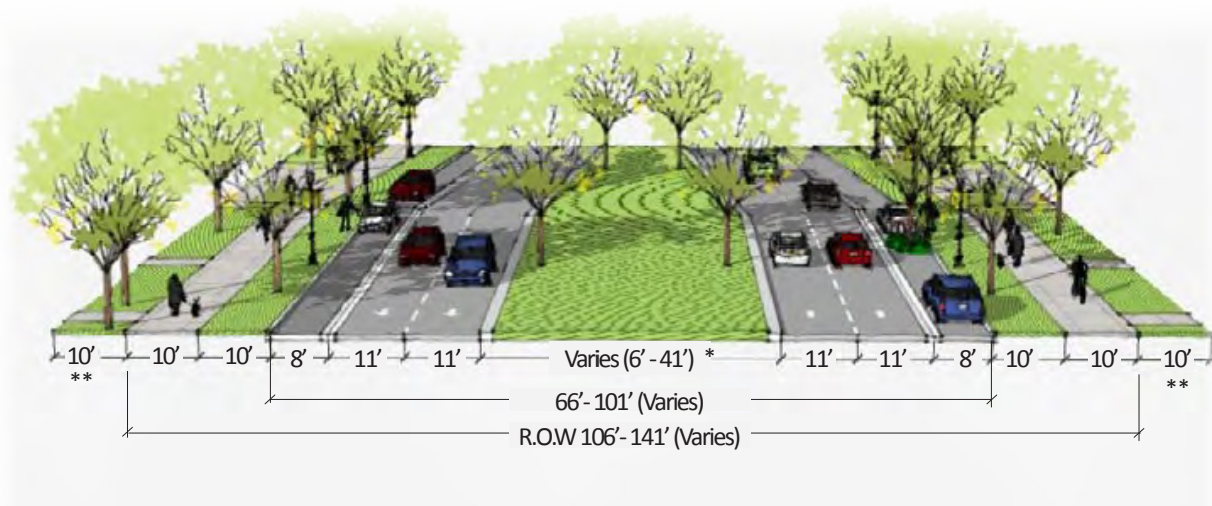 10' 10' 10' 8' 11' 11' Varies (6' - 41') * 11' 11' 8' 10' 10' 10'
** **
66'- 101' (Varies)
R.O.W 106'- 141' (Varies)